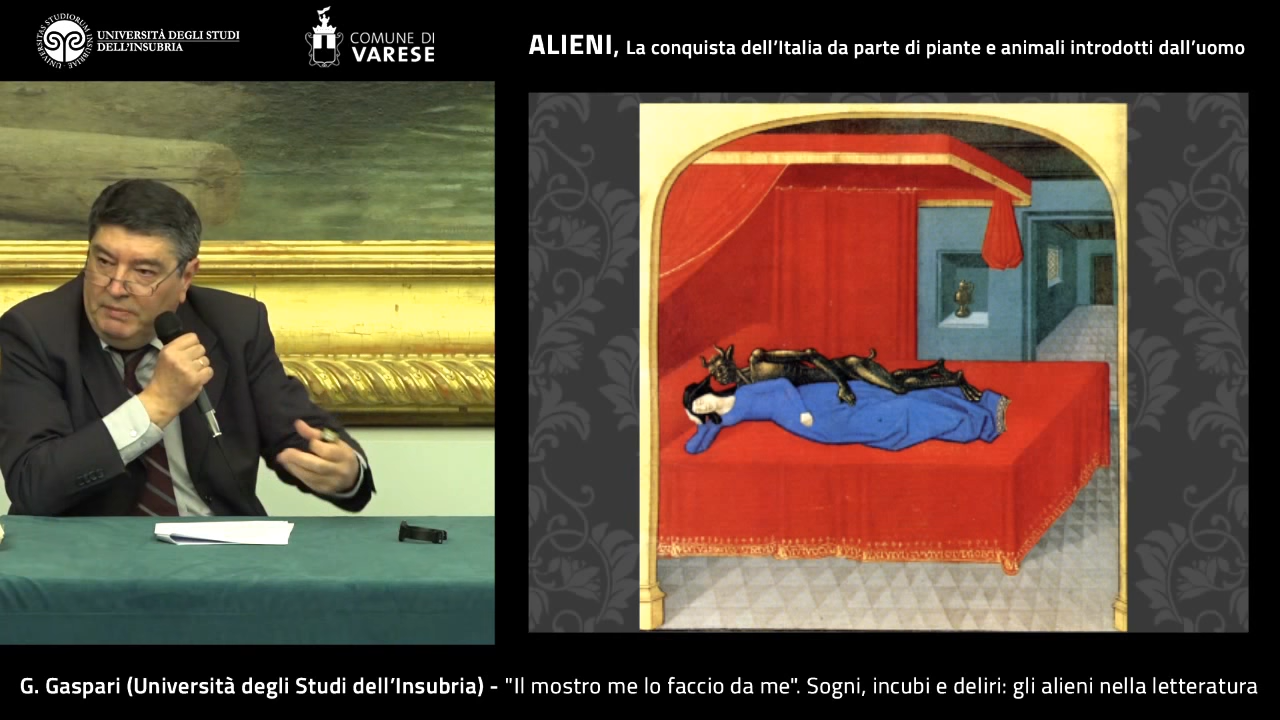 UNIVERSITÀ DEGLI STUDI
DELL'INSUBRIA
COMUNE DI
VARESE
ALIENI, La conquista dell'Italia da parte di piante e animali introdotti dall'uomo
G. Gaspari (Università degli Studi dell'Insubria) - "Il mostro me lo faccio da me". Sogni, incubi e deliri: gli alieni nella letteratura